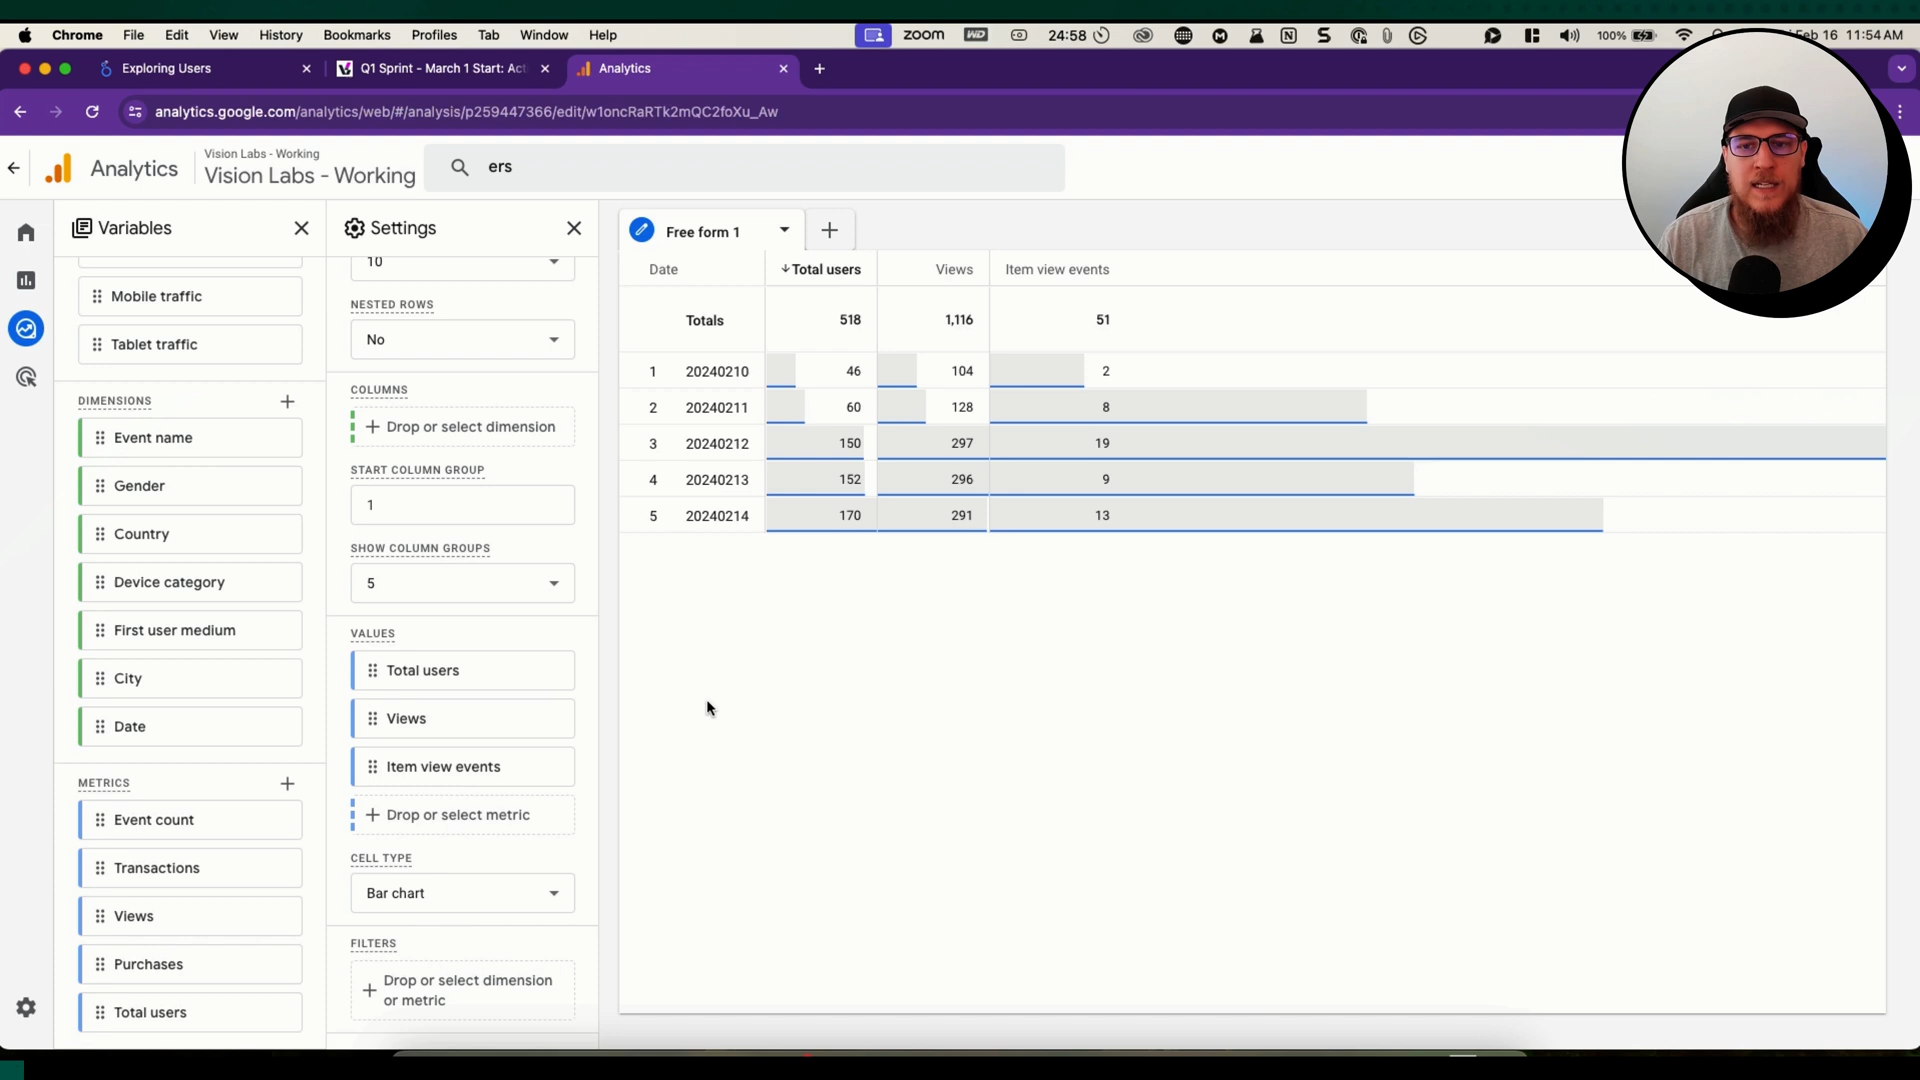 Chrome File Edit View History Bookmarks Profiles Tab Window Help zoom WD 24:58 100% Feb 16 11:54 AM
Exploring Users
Q1 Sprint - March 1 Start: Act
Analytics
analytics.google.com/analytics/web/#/analysis/p259447366/edit/w1oncRaRTk2mQC2foXu_Aw
Analytics
Vision Labs - Working
Vision Labs - Working
ers
Variables
Mobile traffic
Tablet traffic
DIMENSIONS
Event name
Gender
Country
Device category
First user medium
City
Date
METRICS
Event count
Transactions
Views
Purchases
Total users
Settings
10
NESTED ROWS
No
COLUMNS
Drop or select dimension
START COLUMN GROUP
1
SHOW COLUMN GROUPS
5
VALUES
Total users
Views
Item view events
Drop or select metric
CELL TYPE
Bar chart
FILTERS
Drop or select dimension
or metric
Free form 1
Date Total users Views Item view events
Totals 518 1,116 51
1 20240210 46 104 2
2 20240211 60 128 8
3 20240212 150 297 19
4 20240213 152 296 9
5 20240214 170 291 13